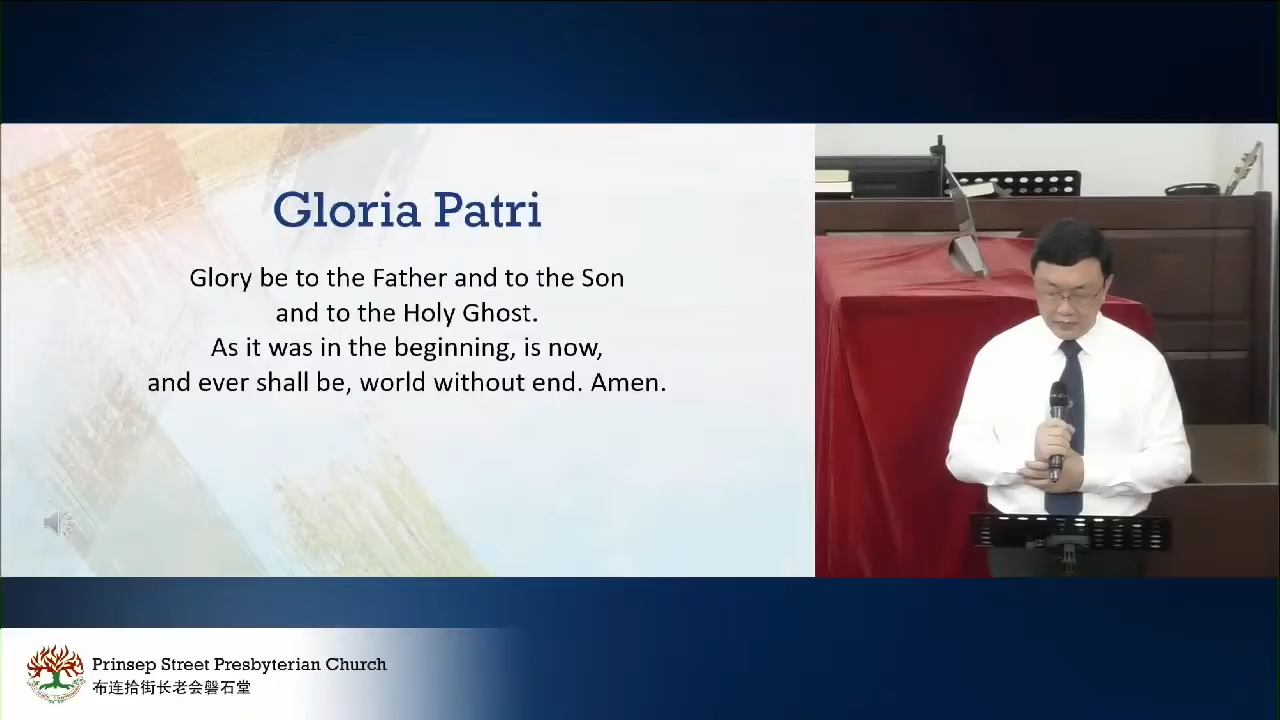 Gloria Patri
Glory be to the Father and to the Son
and to the Holy Ghost.
As it was in the beginning, is now,
and ever shall be, world without end. Amen.
Prinsep Street Presbyterian Church
布连拾街长老会磐石堂